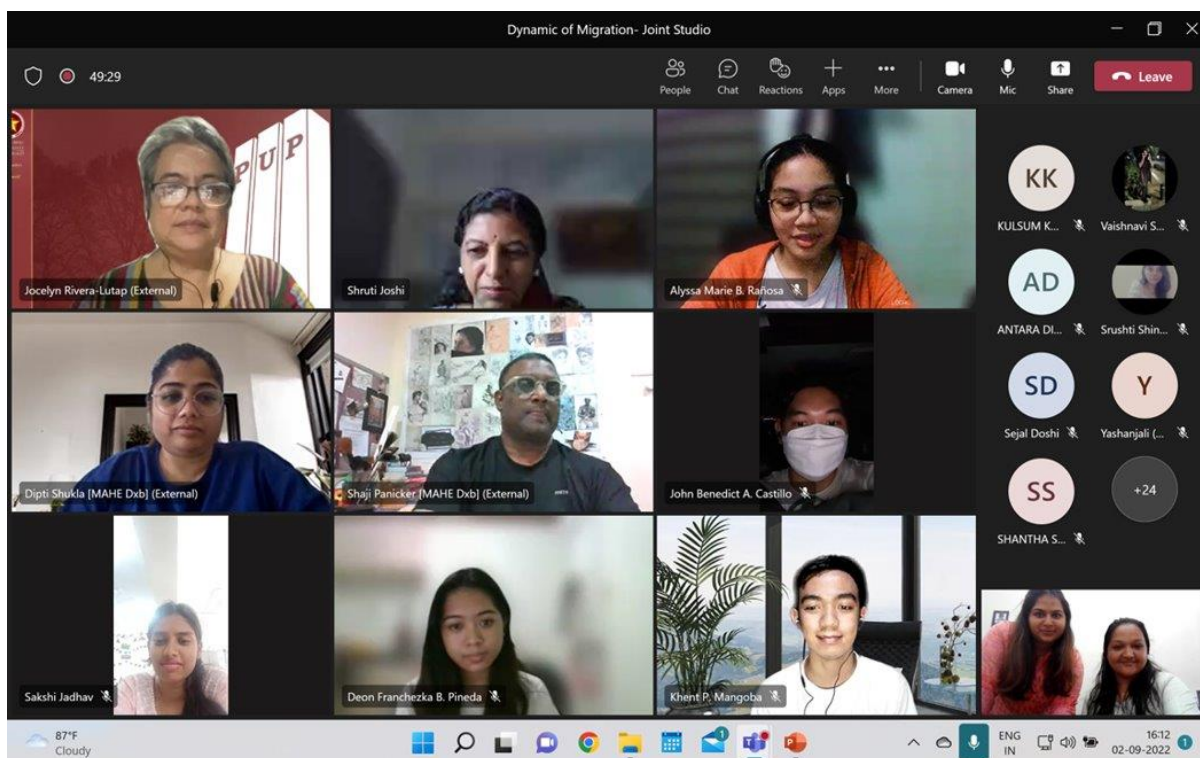 Dynamic of Migration- Joint Studio
49:29
People
Chat
Reactions
Apps
More
Camera
Mic
Share
Leave
PUP
Jocelyn Rivera-Lutap (External)
Shruti Joshi
Alyssa Marie B. Rañosa
KK
KULSUM K...
Vaishnavi S...
AD
ANTARA DI...
Srushti Shin...
Dipti Shukla [MAHE Dxb] (External)
Shaji Panicker [MAHE Dxb] (External)
John Benedict A. Castillo
SD
Sejal Doshi
Y
Yashanjali (...
SS
SHANTHA S...
+24
Sakshi Jadhav
Deon Franchezka B. Pineda
Khent P. Mangoba
87°F
Cloudy
1
ENG
IN
16:12
02-09-2022
1